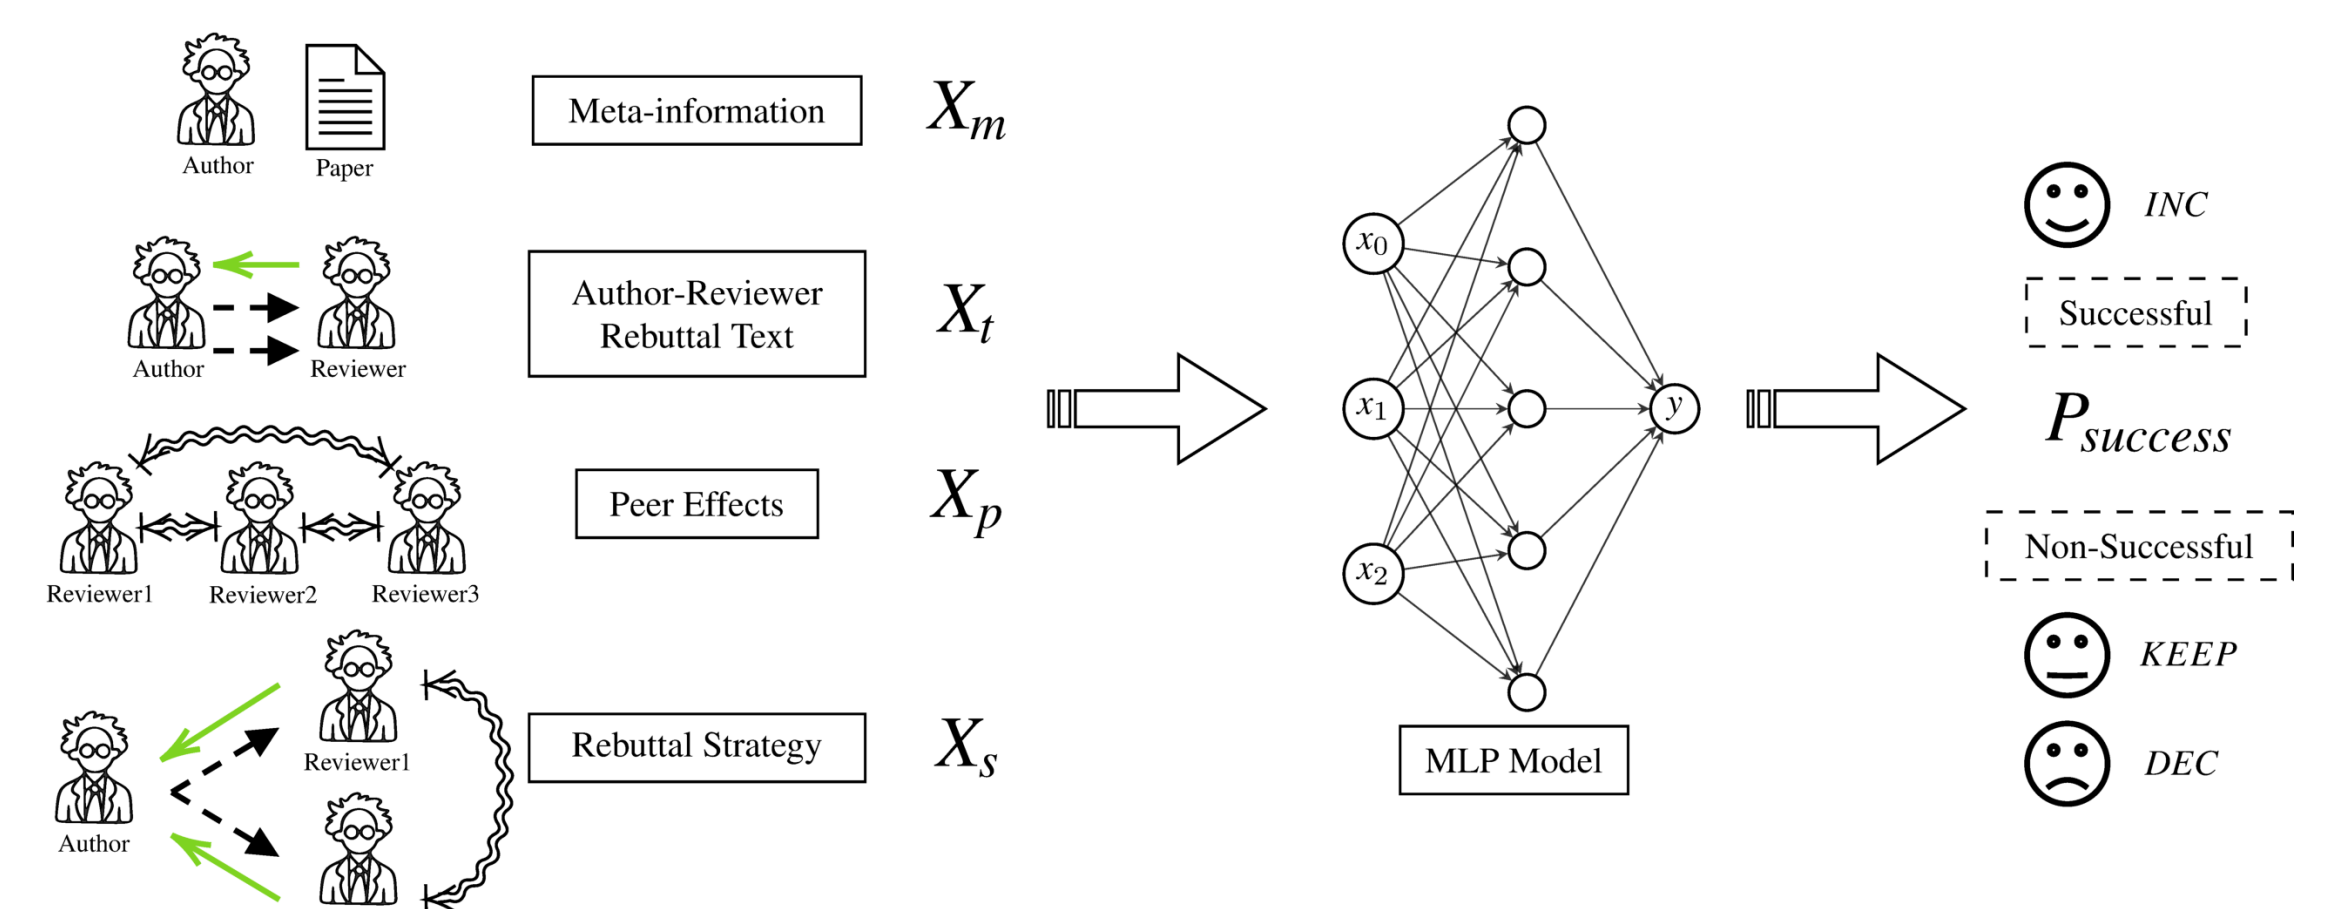 Author
Paper
Meta-information
X_m
Author
Reviewer
Author-Reviewer
Rebuttal Text
X_t
Reviewer1
Reviewer2
Reviewer3
Peer Effects
X_p
Author
Reviewer1
Rebuttal Strategy
X_s
x_0
x_1
x_2
y
MLP Model
INC
Successful
P_success
Non-Successful
KEEP
DEC